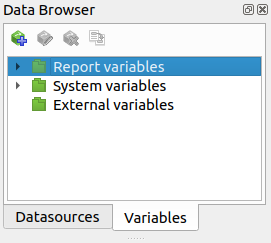 Data Browser
Report variables
System variables
External variables
Datasources
Variables